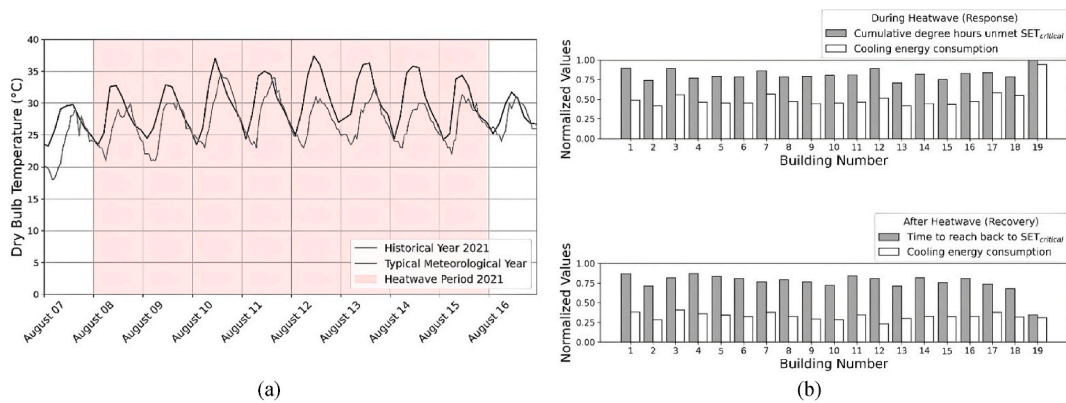 40
35
30
25
20
15
10
5
0
Dry Bulb Temperature (°C)
Historical Year 2021
Typical Meteorological Year
Heatwave Period 2021
August 07
August 08
August 09
August 10
August 11
August 12
August 13
August 14
August 15
August 16
(a)
During Heatwave (Response)
Cumulative degree hours unmet SETcritical
Cooling energy consumption
Normalized Values
1.00
0.75
0.50
0.25
0.00
1 2 3 4 5 6 7 8 9 10 11 12 13 14 15 16 17 18 19
Building Number
After Heatwave (Recovery)
Time to reach back to SETcritical
Cooling energy consumption
Normalized Values
1.00
0.75
0.50
0.25
0.00
1 2 3 4 5 6 7 8 9 10 11 12 13 14 15 16 17 18 19
Building Number
(b)